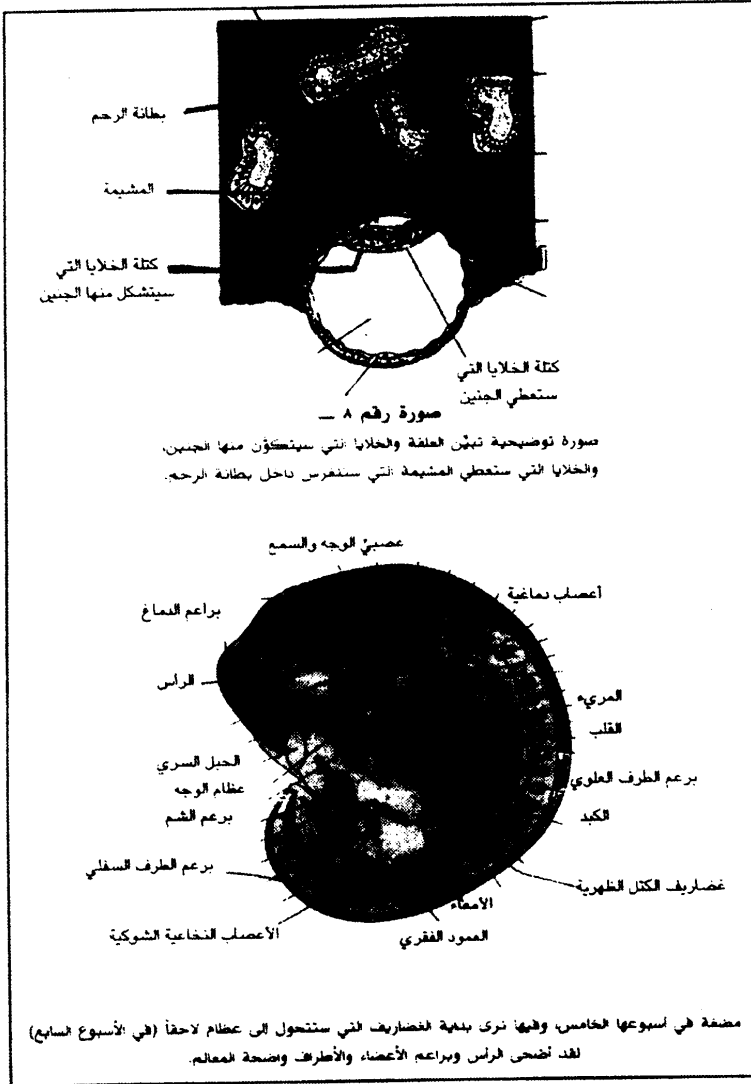 بطانة الرحم
المشيمة
كتلة الخلايا التي
سيتشكل منها الجنين
كتلة الخلايا التي
ستعطي الجنين
صورة رقم ٨ —
صورة توضيحية تبيّن العلقة والخلايا التي سيتكوّن منها الجنين،
والخلايا التي ستعطي المشيمة التي ستنغرس داخل بطانة الرحم.
عصبيّ الوجه والسمع
أعصاب دماغية
براعم الدماغ
الرأس
المريء
القلب
الحبل السري
عظام الوجه
برعم الطرف العلوي
برعم الشم
الكبد
برعم الطرف السفلي
غضاريف الكتل الظهرية
الأمعاء
الأعصاب النخاعية الشوكية
العمود الفقري
مضغة في أسبوعها الخامس، وفيها نرى بداية الغضاريف التي ستتحول إلى عظام لاحقاً (في الأسبوع السابع)
لقد أضحى الرأس وبراعم الأعضاء والأطراف واضحة المعالم.